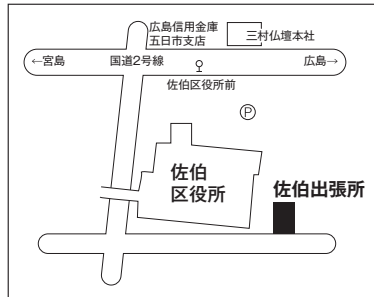 広島信用金庫
五日市支店
三村仏壇本社
←宮島
国道2号線
広島→
佐伯区役所前
P
佐伯
区役所
佐伯出張所